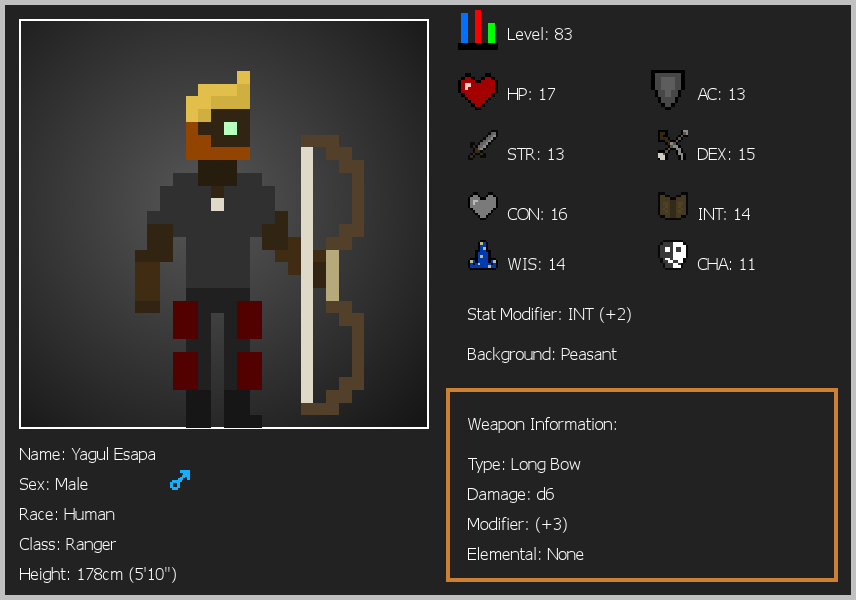 Level: 83
HP: 17
AC: 13
STR: 13
DEX: 15
CON: 16
INT: 14
WIS: 14
CHA: 11
Stat Modifier: INT (+2)
Background: Peasant
Weapon Information:
Type: Long Bow
Damage: d6
Modifier: (+3)
Elemental: None
Name: Yagul Esapa
Sex: Male
Race: Human
Class: Ranger
Height: 178cm (5'10")